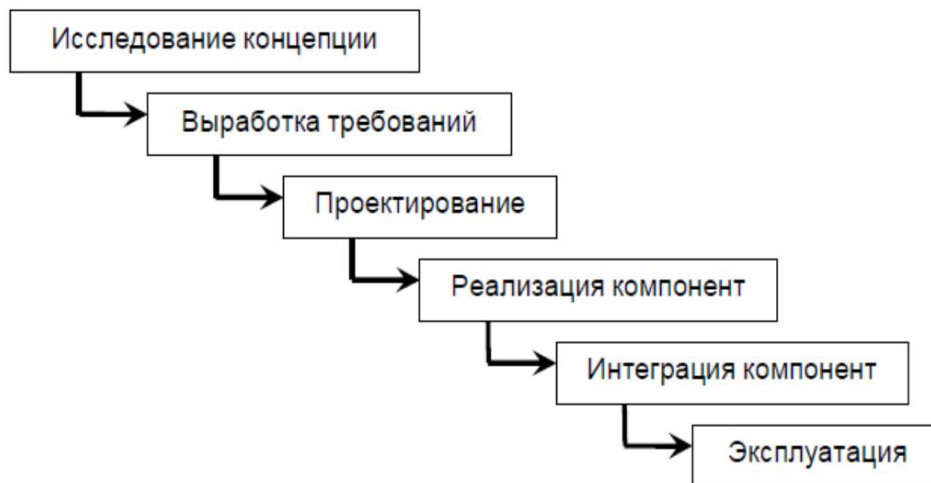 Исследование концепции
Выработка требований
Проектирование
Реализация компонент
Интеграция компонент
Эксплуатация